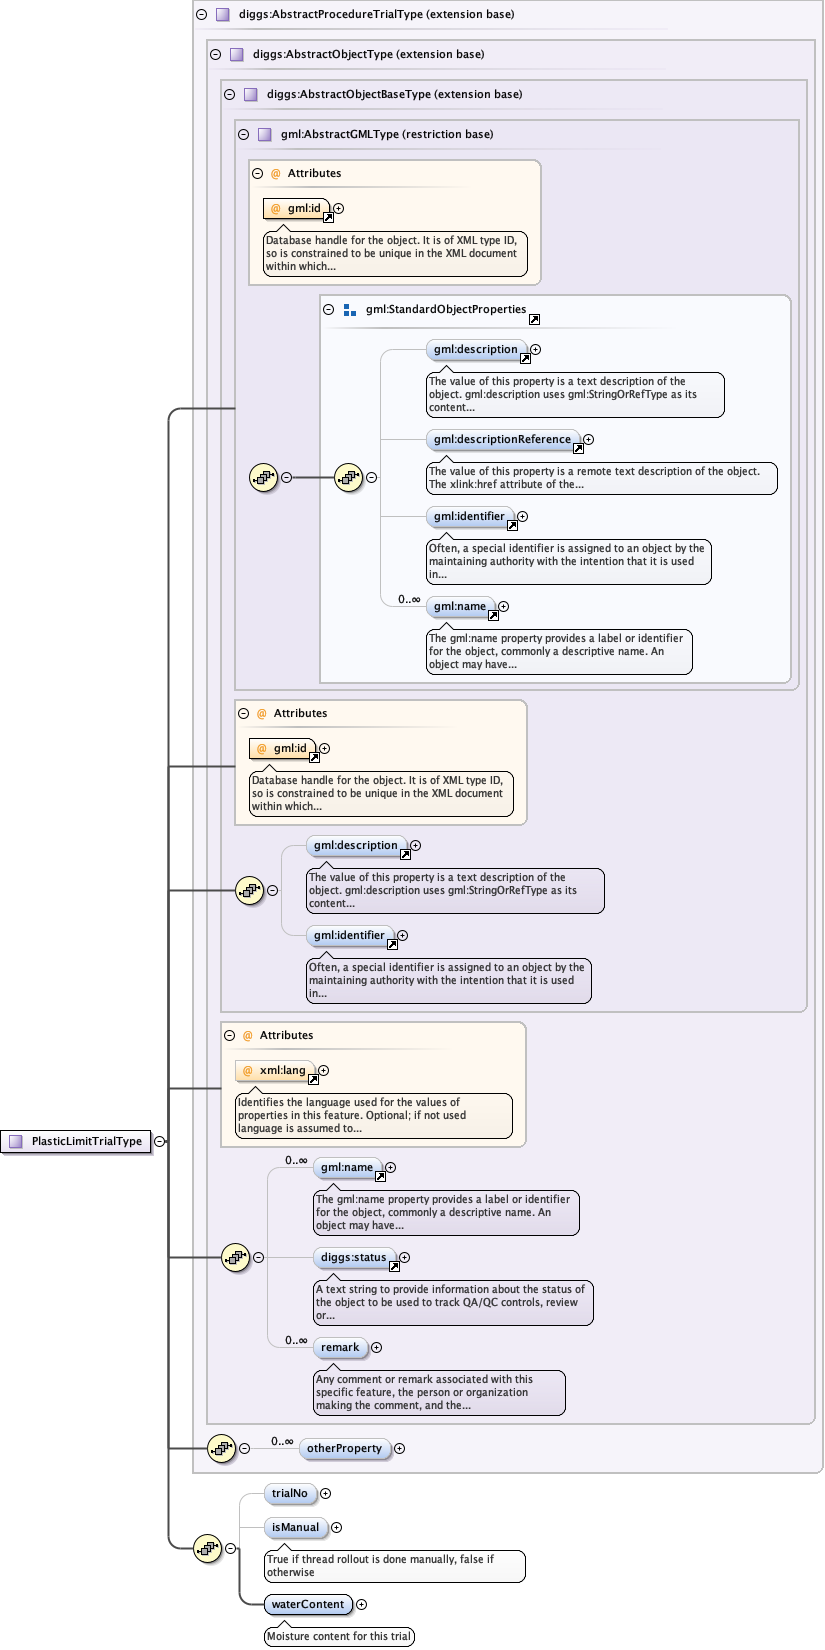 diggs:AbstractProcedureTrialType (extension base)
diggs:AbstractObjectType (extension base)
diggs:AbstractObjectBaseType (extension base)
gml:AbstractGMLType (restriction base)
@ Attributes
@ gml:id
Database handle for the object. It is of XML type ID,
so is constrained to be unique in the XML document
within which...
gml:StandardObjectProperties
gml:description
The value of this property is a text description of the
object. gml:description uses gml:StringOrRefType as its
content...
gml:descriptionReference
The value of this property is a remote text description of the object.
The xlink:href attribute of the...
gml:identifier
Often, a special identifier is assigned to an object by the
maintaining authority with the intention that it is used
in...
0..∞
gml:name
The gml:name property provides a label or identifier
for the object, commonly a descriptive name. An
object may have...
@ Attributes
@ gml:id
Database handle for the object. It is of XML type ID,
so is constrained to be unique in the XML document
within which...
gml:description
The value of this property is a text description of the
object. gml:description uses gml:StringOrRefType as its
content...
gml:identifier
Often, a special identifier is assigned to an object by the
maintaining authority with the intention that it is used
in...
@ Attributes
@ xml:lang
Identifies the language used for the values of
properties in this feature. Optional; if not used
language is assumed to...
PlasticLimitTrialType
0..∞
gml:name
The gml:name property provides a label or identifier
for the object, commonly a descriptive name. An
object may have...
diggs:status
A text string to provide information about the status of
the object to be used to track QA/QC controls, review
or...
0..∞
remark
Any comment or remark associated with this
specific feature, the person or organization
making the comment, and the...
0..∞
otherProperty
trialNo
isManual
True if thread rollout is done manually, false if
otherwise
waterContent
Moisture content for this trial